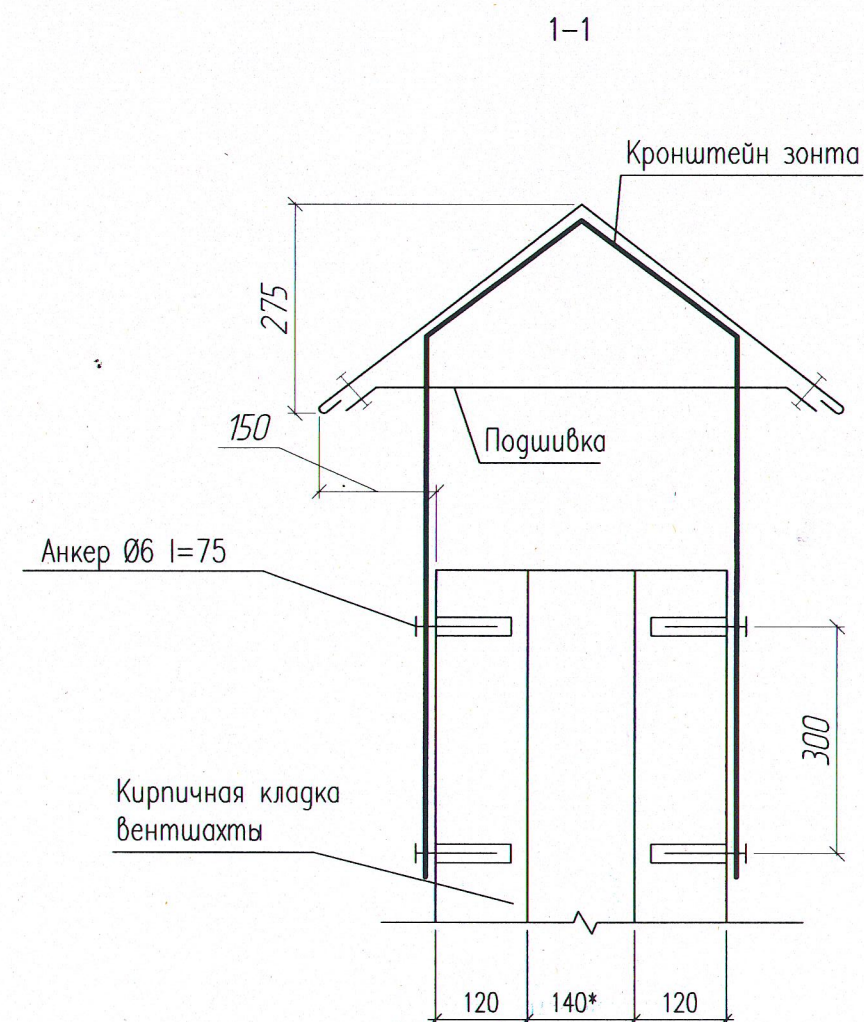 1-1
Кронштейн зонта
275
150
Подшивка
Анкер Ø6 l=75
300
Кирпичная кладка
вентшахты
120
140*
120